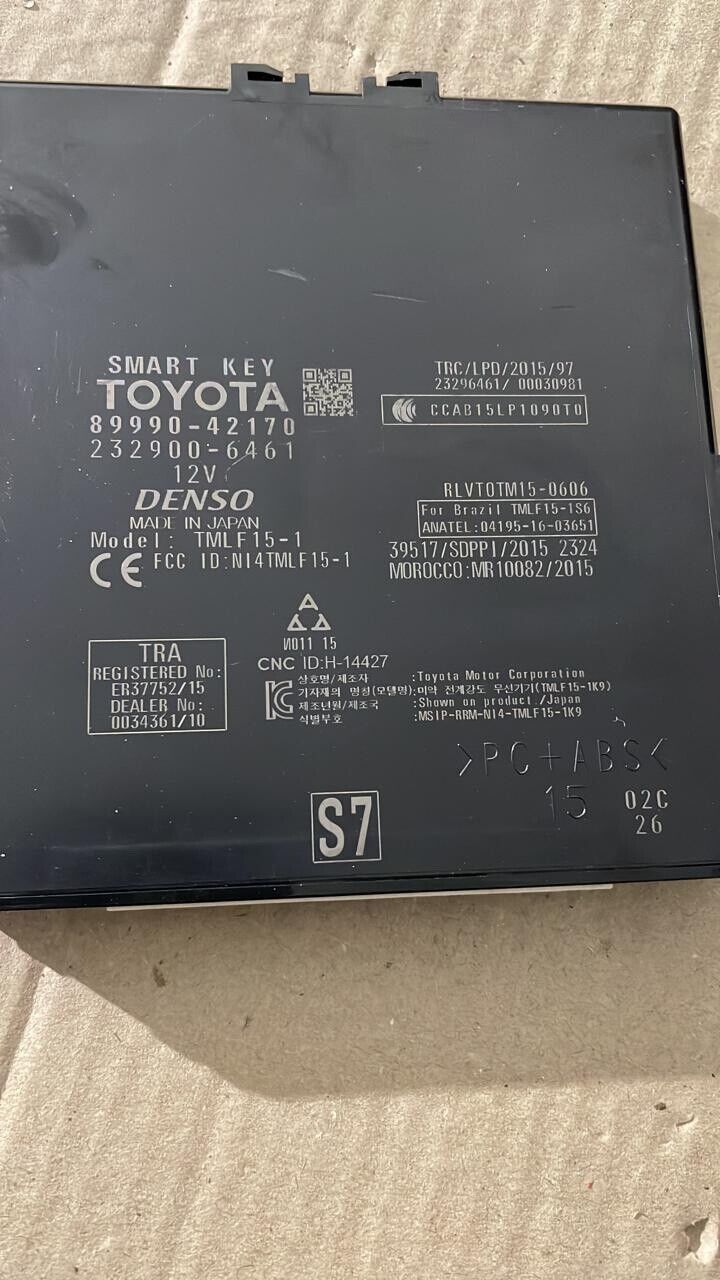 SMART KEY
TOYOTA
89990-42170
232900-6461
12V
DENSO
MADE IN JAPAN
Model: TMLF15-1
CE FCC ID:NI4TMLF15-1
TRC/LPD/2015/97
23296461/ 00030981
CCAB15LP1090T0
RLVTOTM15-0606
For Brazil TMLF15-1S6
ANATEL:04195-16-03651
39517/SDPPI/2015 2324
MOROCCO:MR10082/2015
TRA
REGISTERED No:
ER37752/15
DEALER No:
0034361/10
И011 15
CNC ID:H-14427
상호명/제조자 :Toyota Motor Corporation
기자재의 명칭(모델명):미약 전계강도 무선기기(TMLF15-1K9)
제조년원/제조국 :Shown on product./Japan
식별부호 :MSIP-RRM-NI4-TMLF15-1K9
>PC+ABS<
15 02C
26
S7